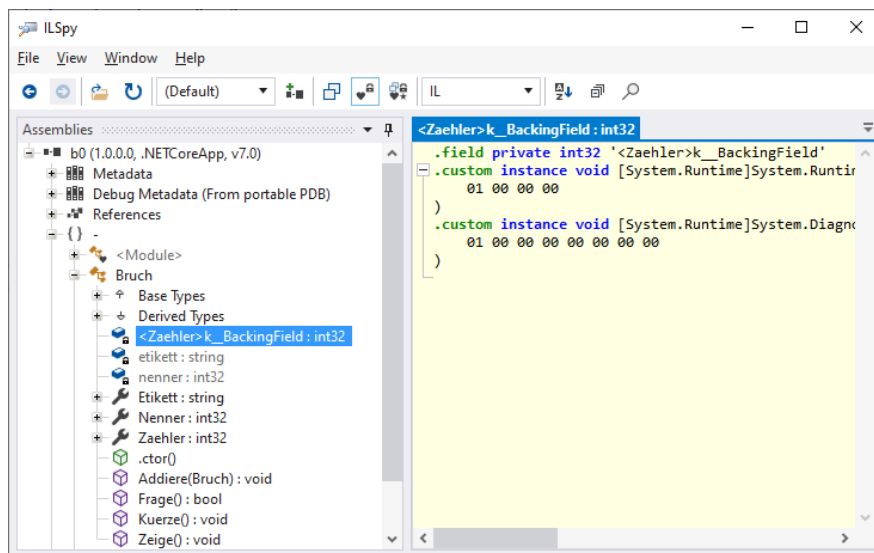 ILSpy
File View Window Help
(Default) IL
Assemblies
b0 (1.0.0.0, .NETCoreApp, v7.0)
Metadata
Debug Metadata (From portable PDB)
References
{ } -
<Module>
Bruch
Base Types
Derived Types
<Zaehler>k__BackingField : int32
etikett : string
nenner : int32
Etikett : string
Nenner : int32
Zaehler : int32
.ctor()
Addiere(Bruch) : void
Frage() : bool
Kuerze() : void
Zeige() : void
<Zaehler>k__BackingField : int32
.field private int32 '<Zaehler>k__BackingField'
.custom instance void [System.Runtime]System.Runtim
01 00 00 00
)
.custom instance void [System.Runtime]System.Diagno
01 00 00 00 00 00 00 00
)